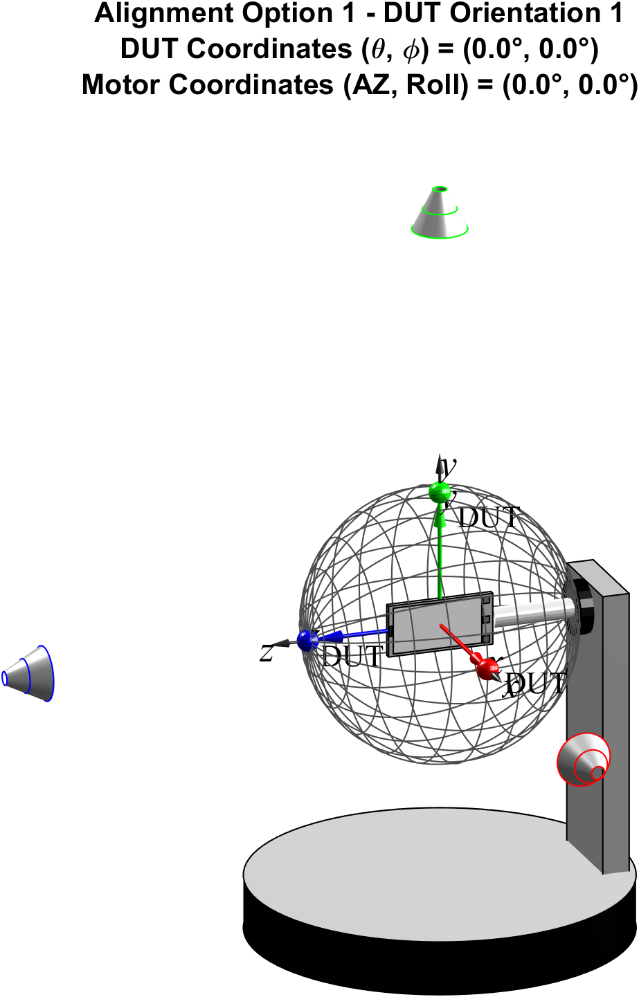 Alignment Option 1 - DUT Orientation 1
DUT Coordinates (θ, ϕ) = (0.0°, 0.0°)
Motor Coordinates (AZ, Roll) = (0.0°, 0.0°)
y
DUT
z
DUT
DUT